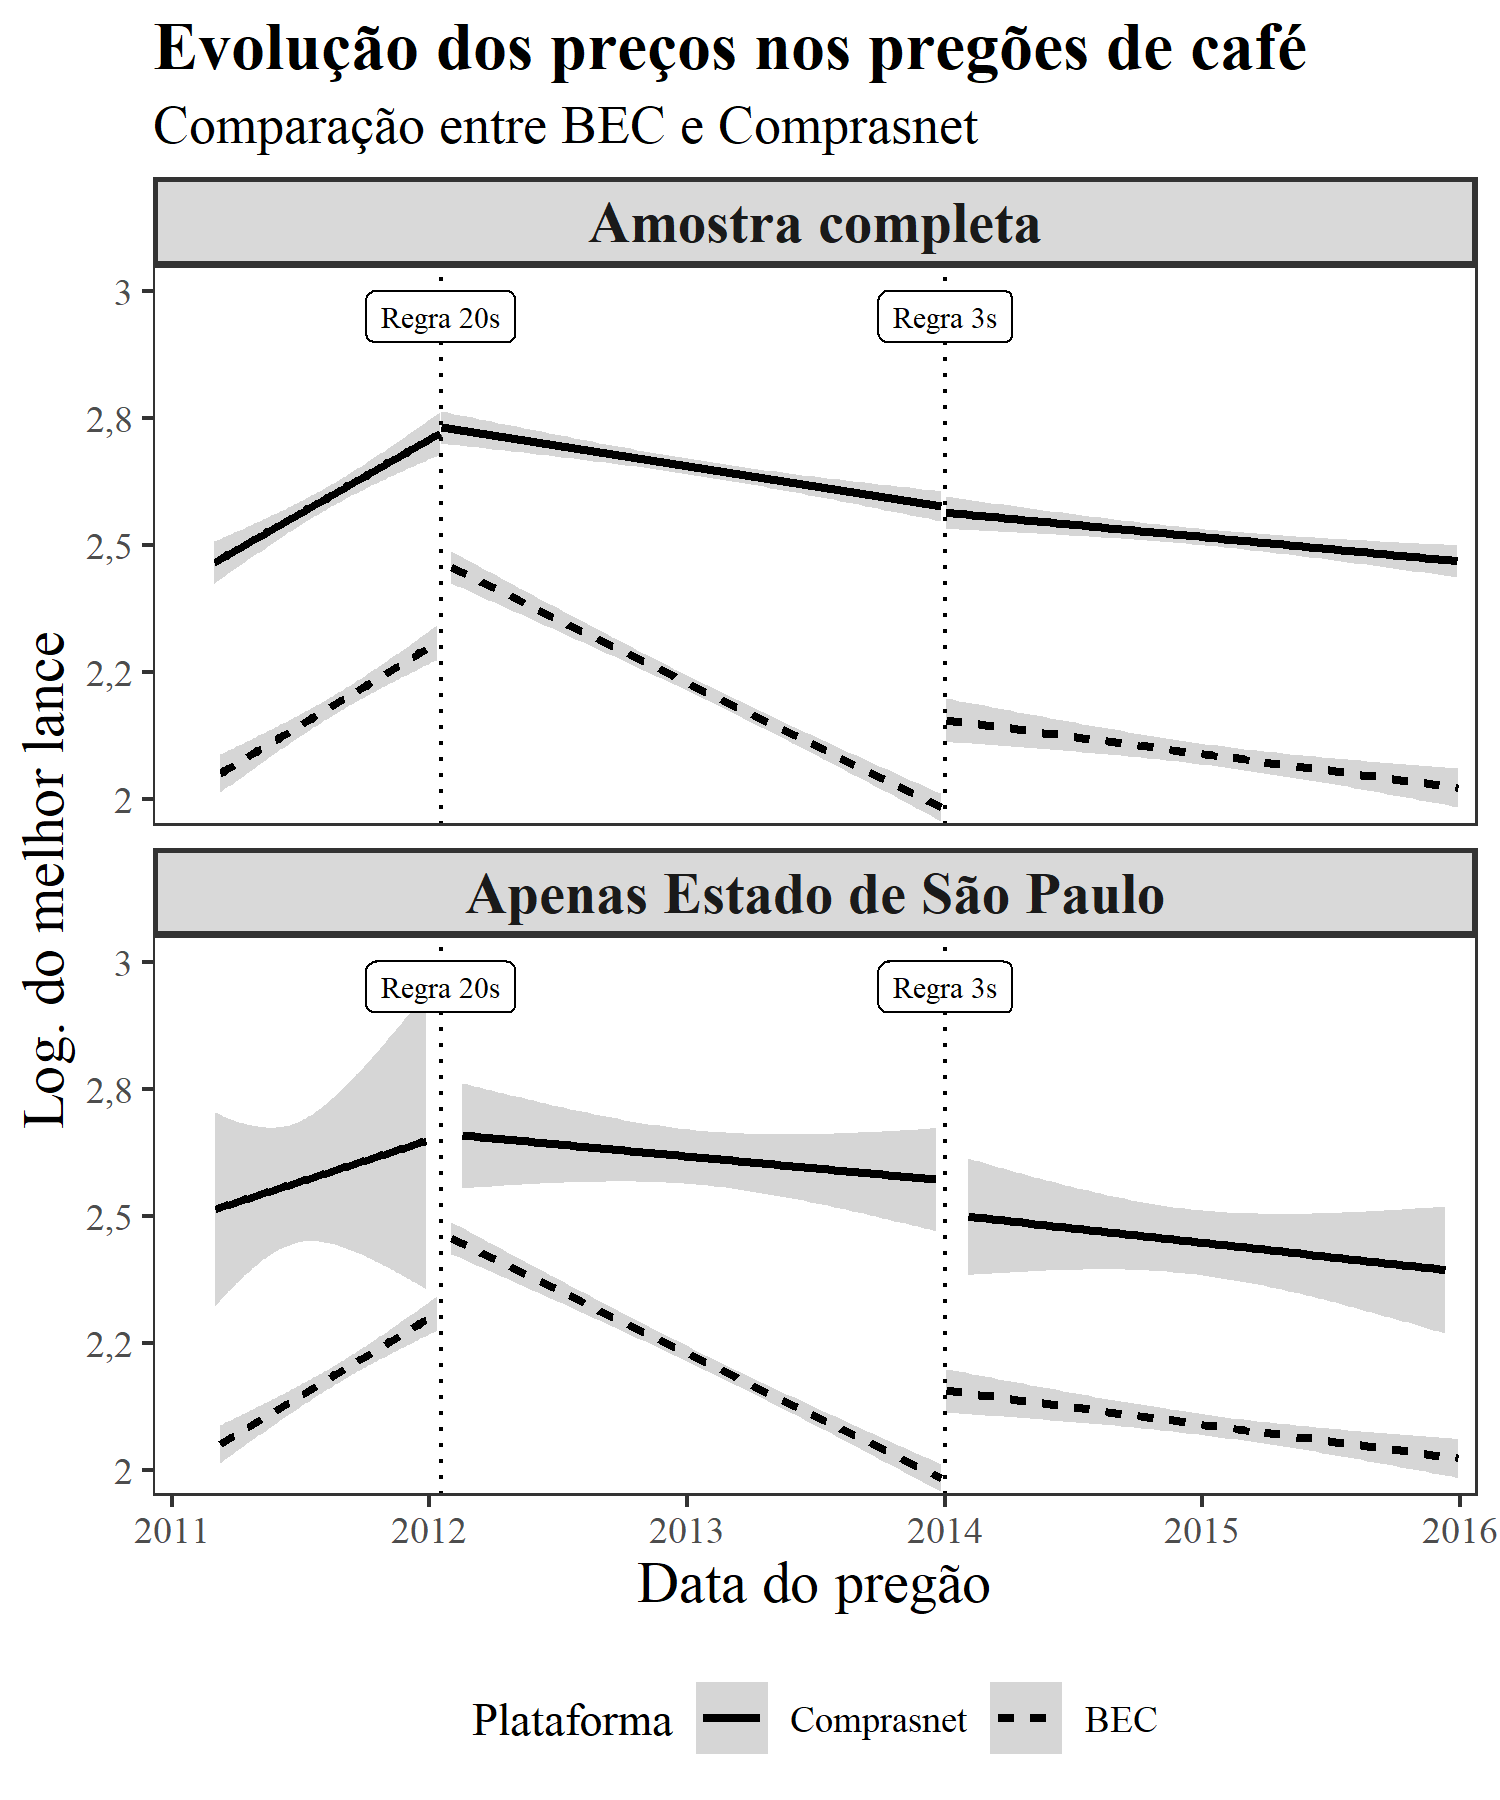 Evolução dos preços nos pregões de café
Comparação entre BEC e Comprasnet
Log. do melhor lance
Amostra completa
3
2,8
2,5
2,2
2
Regra 20s
Regra 3s
Apenas Estado de São Paulo
3
2,8
2,5
2,2
2
Regra 20s
Regra 3s
2011 2012 2013 2014 2015 2016
Data do pregão
Plataforma Comprasnet BEC